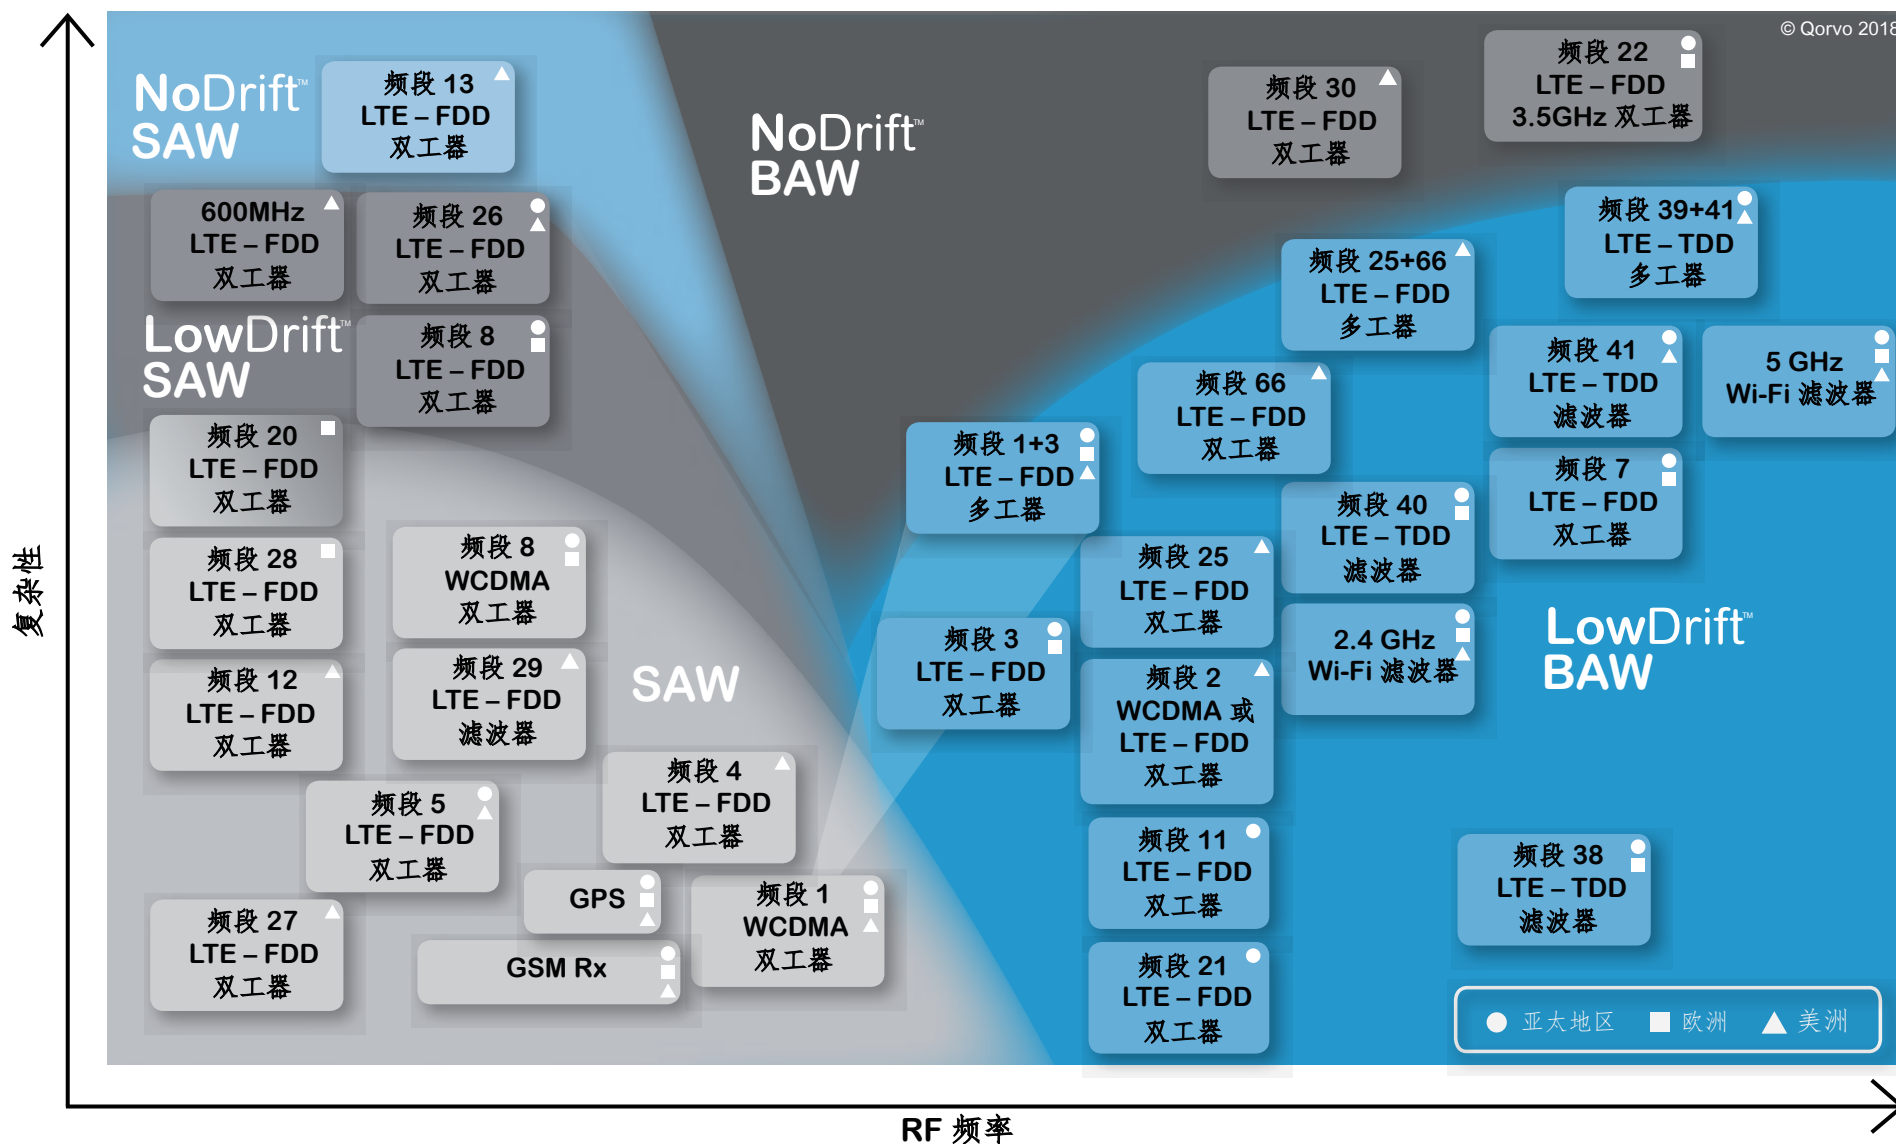 © Qorvo 2018
NoDrift™
SAW
频段 13
LTE – FDD
双工器
NoDrift™
BAW
频段 30
LTE – FDD
双工器
频段 22
LTE – FDD
3.5GHz 双工器
600MHz
LTE – FDD
双工器
频段 26
LTE – FDD
双工器
频段 39+41
LTE – TDD
多工器
频段 25+66
LTE – FDD
多工器
LowDrift™
SAW
频段 8
LTE – FDD
双工器
频段 41
LTE – TDD
滤波器
5 GHz
Wi-Fi 滤波器
频段 66
LTE – FDD
双工器
频段 20
LTE – FDD
双工器
频段 1+3
LTE – FDD
多工器
频段 7
LTE – FDD
双工器
频段 40
LTE – TDD
滤波器
频段 28
LTE – FDD
双工器
频段 8
WCDMA
双工器
频段 25
LTE – FDD
双工器
频段 3
LTE – FDD
双工器
2.4 GHz
Wi-Fi 滤波器
LowDrift™
BAW
频段 12
LTE – FDD
双工器
频段 29
LTE – FDD
滤波器
SAW
频段 2
WCDMA 或
LTE – FDD
双工器
频段 4
LTE – FDD
双工器
频段 5
LTE – FDD
双工器
频段 11
LTE – FDD
双工器
频段 38
LTE – TDD
滤波器
GPS
频段 1
WCDMA
双工器
频段 27
LTE – FDD
双工器
GSM Rx
频段 21
LTE – FDD
双工器
亚太地区 欧洲 美洲
复杂性
RF 频率